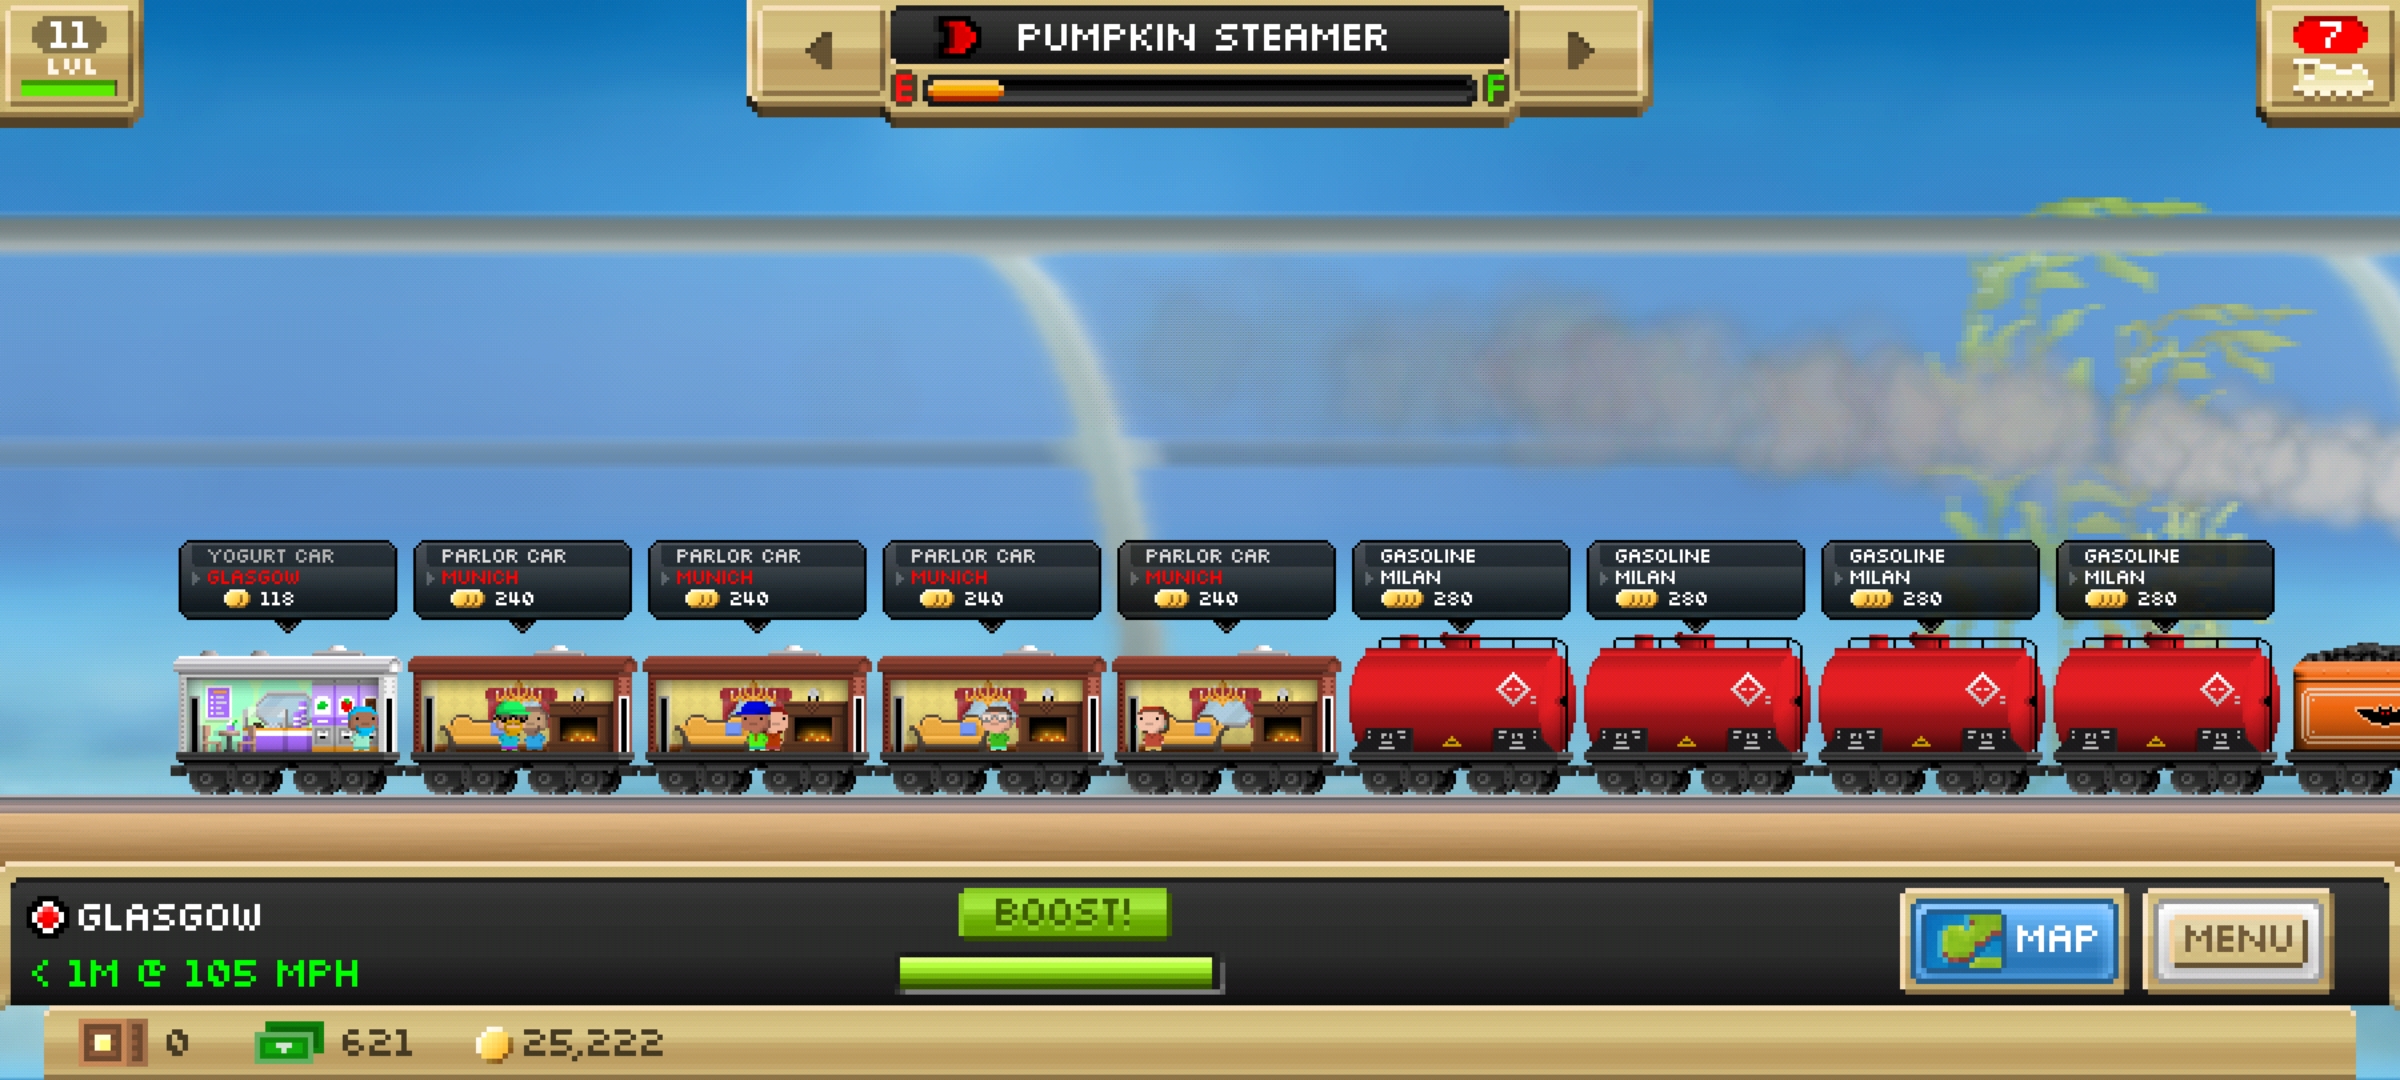 11
LVL
PUMPKIN STEAMER
E F
7
YOGURT CAR
GLASGOW
118
PARLOR CAR
MUNICH
240
PARLOR CAR
MUNICH
240
PARLOR CAR
MUNICH
240
PARLOR CAR
MUNICH
240
GASOLINE
MILAN
280
GASOLINE
MILAN
280
GASOLINE
MILAN
280
GASOLINE
MILAN
280
GLASGOW
< 1M @ 105 MPH
BOOST!
MAP
MENU
0
621
25,222